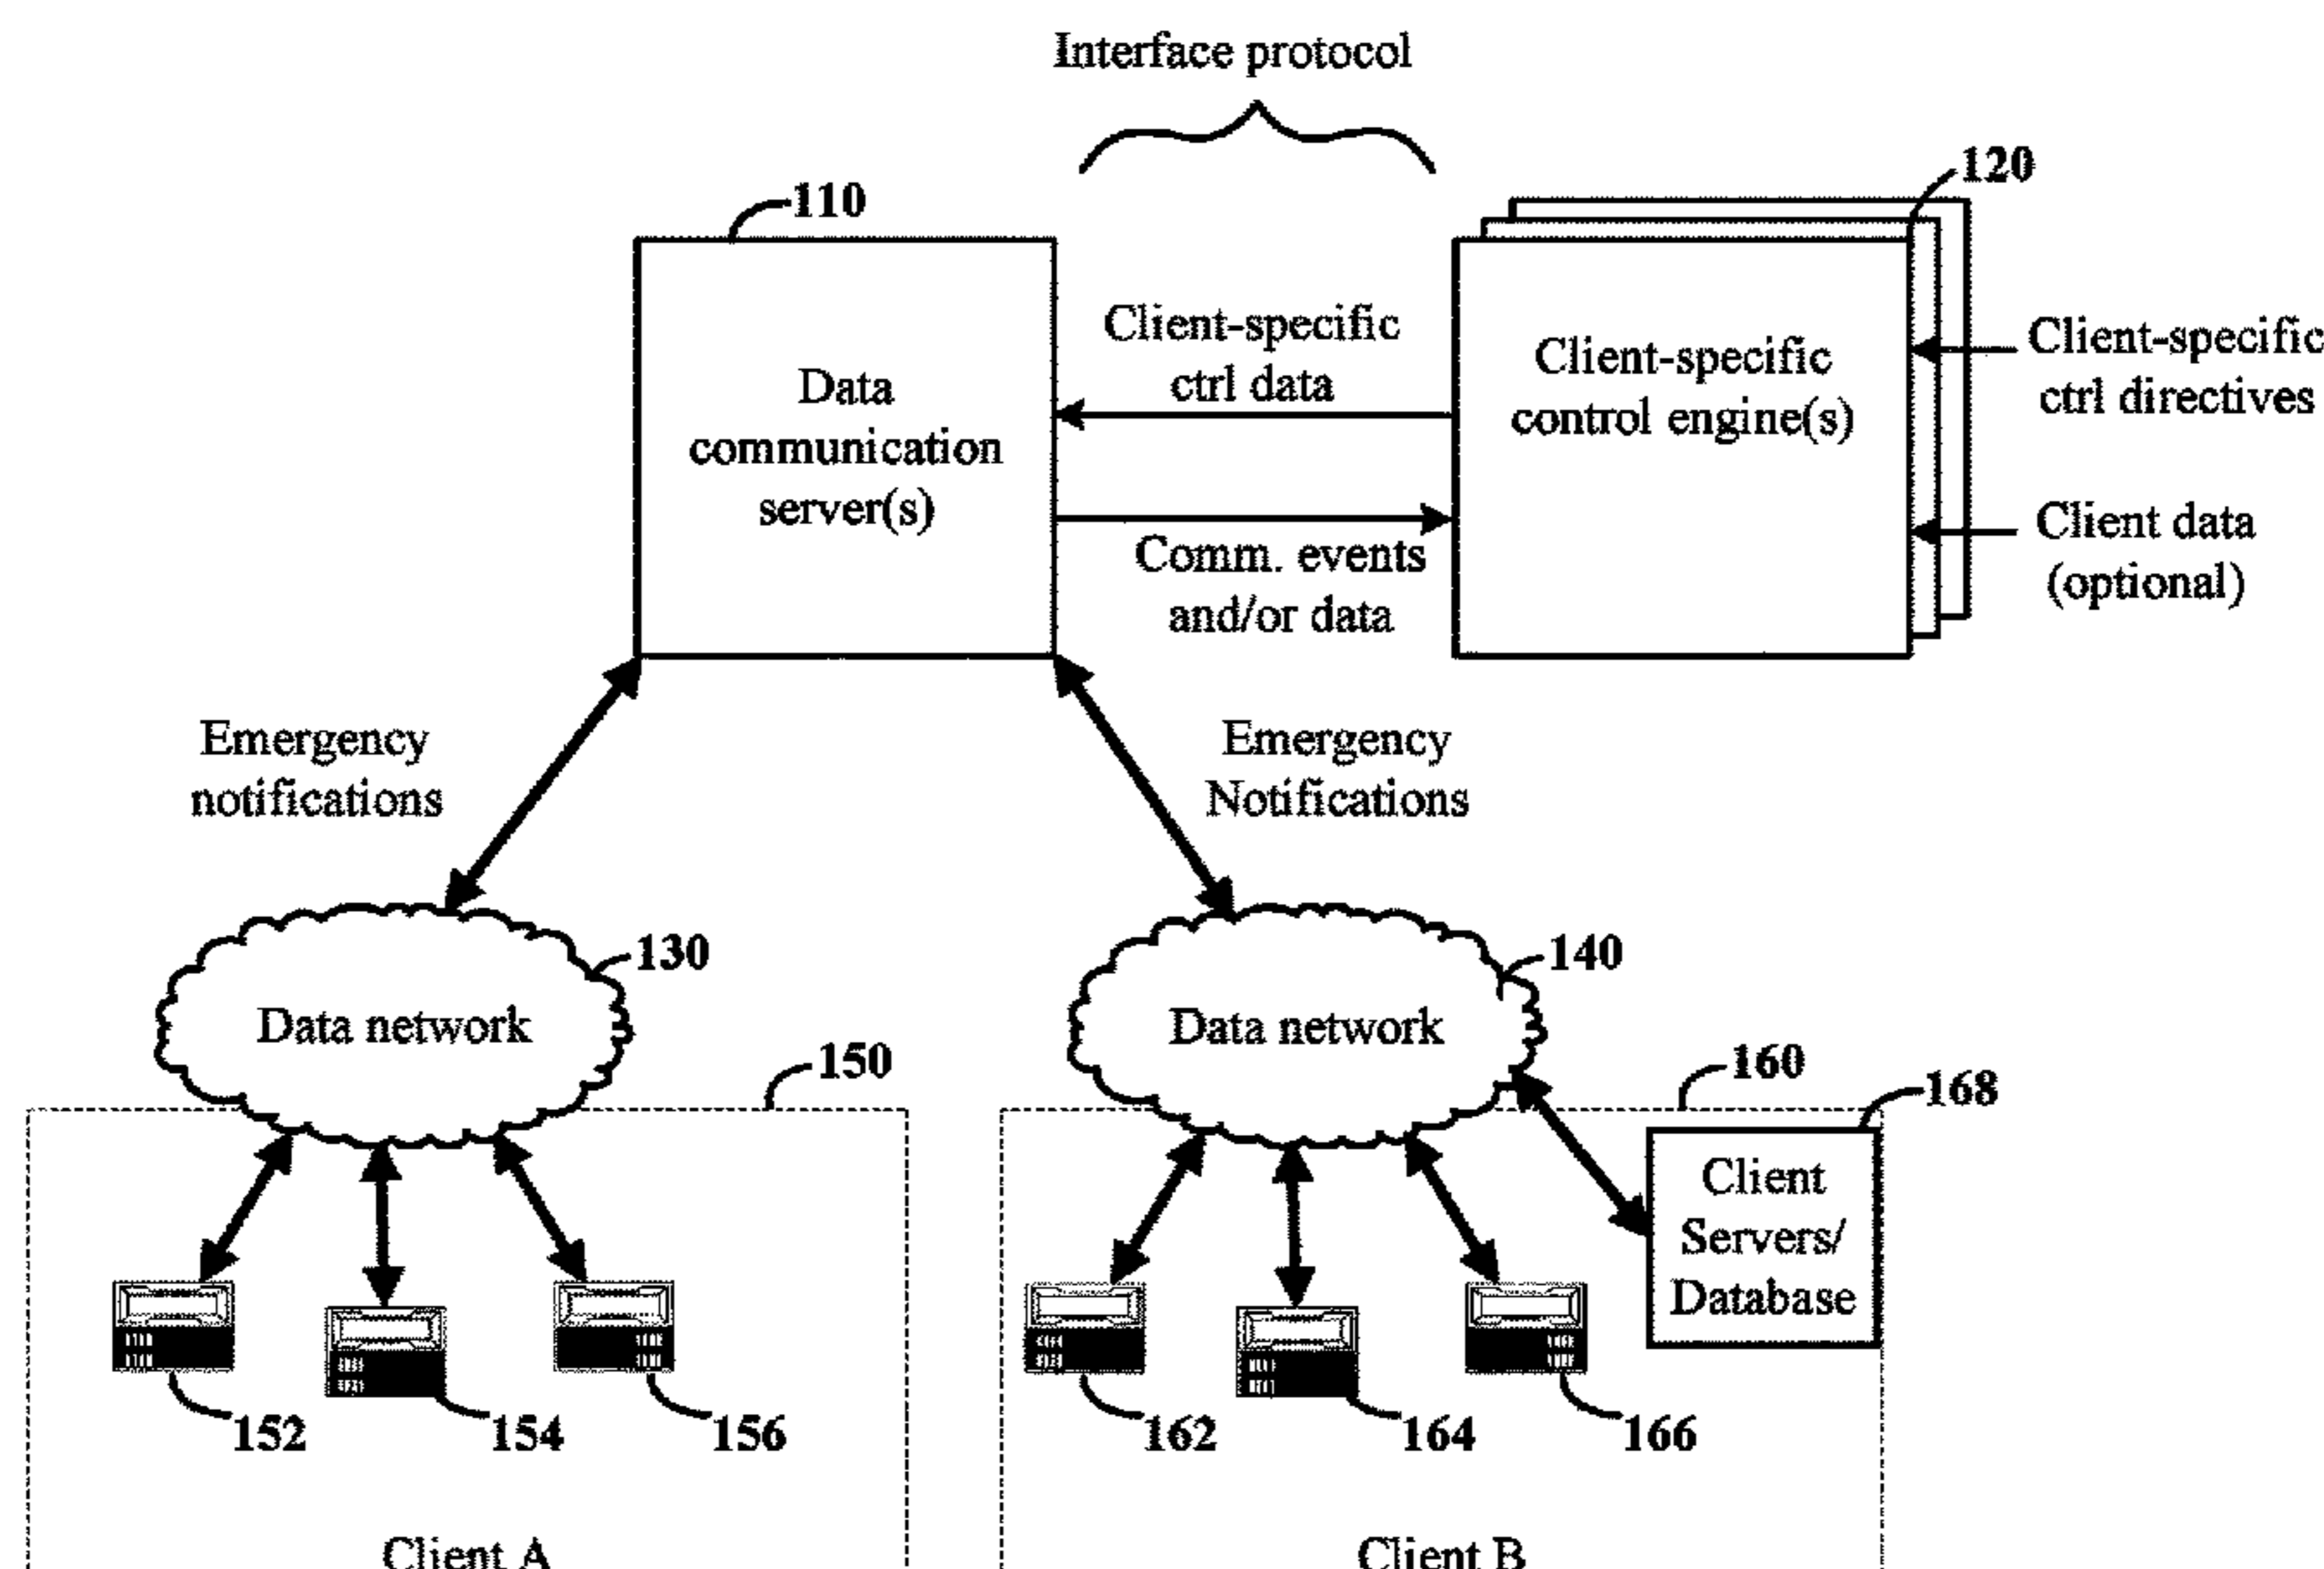 Interface protocol
110
120
Data
communication
server(s)
Client-specific
ctrl data
Comm. events
and/or data
Client-specific
control engine(s)
Client-specific
ctrl directives
Client data
(optional)
Emergency
notifications
Emergency
Notifications
130
Data network
140
Data network
150
160
168
Client
Servers/
Database
152
154
156
162
164
166
Client A
Client B